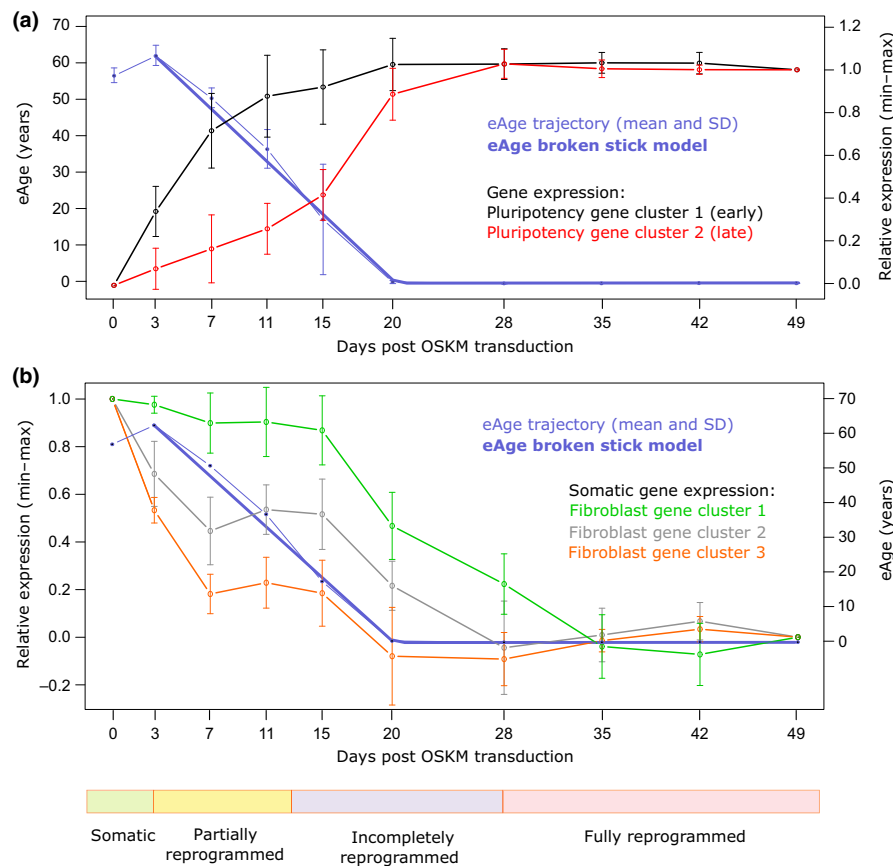 (a)
70
60
50
40
30
20
10
0
eAge (years)
1.2
1.0
0.8
0.6
0.4
0.2
0.0
Relative expression (min−max)
eAge trajectory (mean and SD)
eAge broken stick model
Gene expression:
Pluripotency gene cluster 1 (early)
Pluripotency gene cluster 2 (late)
0 3 7 11 15 20 28 35 42 49
Days post OSKM transduction
(b)
1.0
0.8
0.6
0.4
0.2
0.0
−0.2
Relative expression (min−max)
70
60
50
40
30
20
10
0
eAge (years)
eAge trajectory (mean and SD)
eAge broken stick model
Somatic gene expression:
Fibroblast gene cluster 1
Fibroblast gene cluster 2
Fibroblast gene cluster 3
0 3 7 11 15 20 28 35 42 49
Days post OSKM transduction
Somatic
Partially
reprogrammed
Incompletely
reprogrammed
Fully reprogrammed